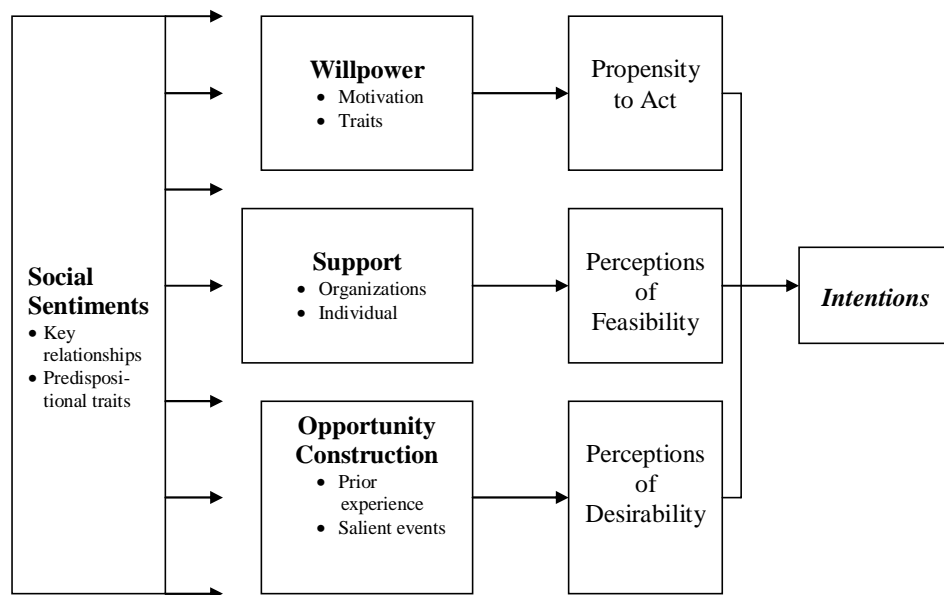 Social
Sentiments
• Key
relationships
• Predisposi-
tional traits
Willpower
• Motivation
• Traits
Support
• Organizations
• Individual
Opportunity
Construction
• Prior
experience
• Salient events
Propensity
to Act
Perceptions
of
Feasibility
Perceptions
of
Desirability
Intentions